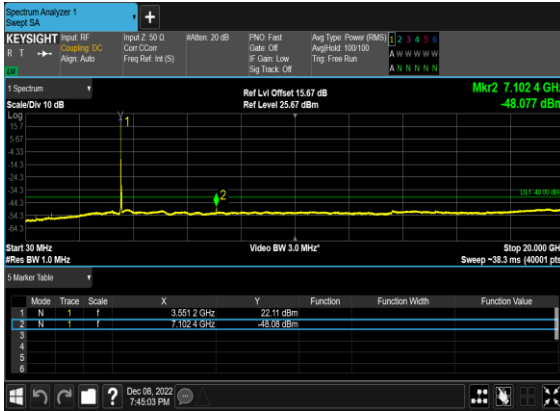 Spectrum Analyzer 1
Swept SA
KEYSIGHT
R T
Input: RF
Coupling: DC
Align: Auto
Input Z: 50 Ω
Corr CCorr
Freq Ref: Int (S)
#Atten: 20 dB
PNO: Fast
Gate: Off
IF Gain: Low
Sig Track: Off
Avg Type: Power (RMS)
Avg|Hold: 100/100
Trig: Free Run
1 2 3 4 5 6
A W W W W W
A N N N N N
1 Spectrum
Scale/Div 10 dB
Ref Lvl Offset 15.67 dB
Ref Level 25.67 dBm
Mkr2 7.102 4 GHz
-48.077 dBm
Log
15.7
5.67
-4.33
-14.3
-24.3
-34.3
-44.3
-54.3
-64.3
1
2
DL1 -40.00 dBm
Start 30 MHz
#Res BW 1.0 MHz
Video BW 3.0 MHz*
Stop 20.000 GHz
Sweep ~38.3 ms (40001 pts)
5 Marker Table
Mode Trace Scale X Y Function Function Width Function Value
1 N 1 f 3.551 2 GHz 22.11 dBm
2 N 1 f 7.102 4 GHz -48.08 dBm
3
4
5
6
Dec 08, 2022
7:45:03 PM